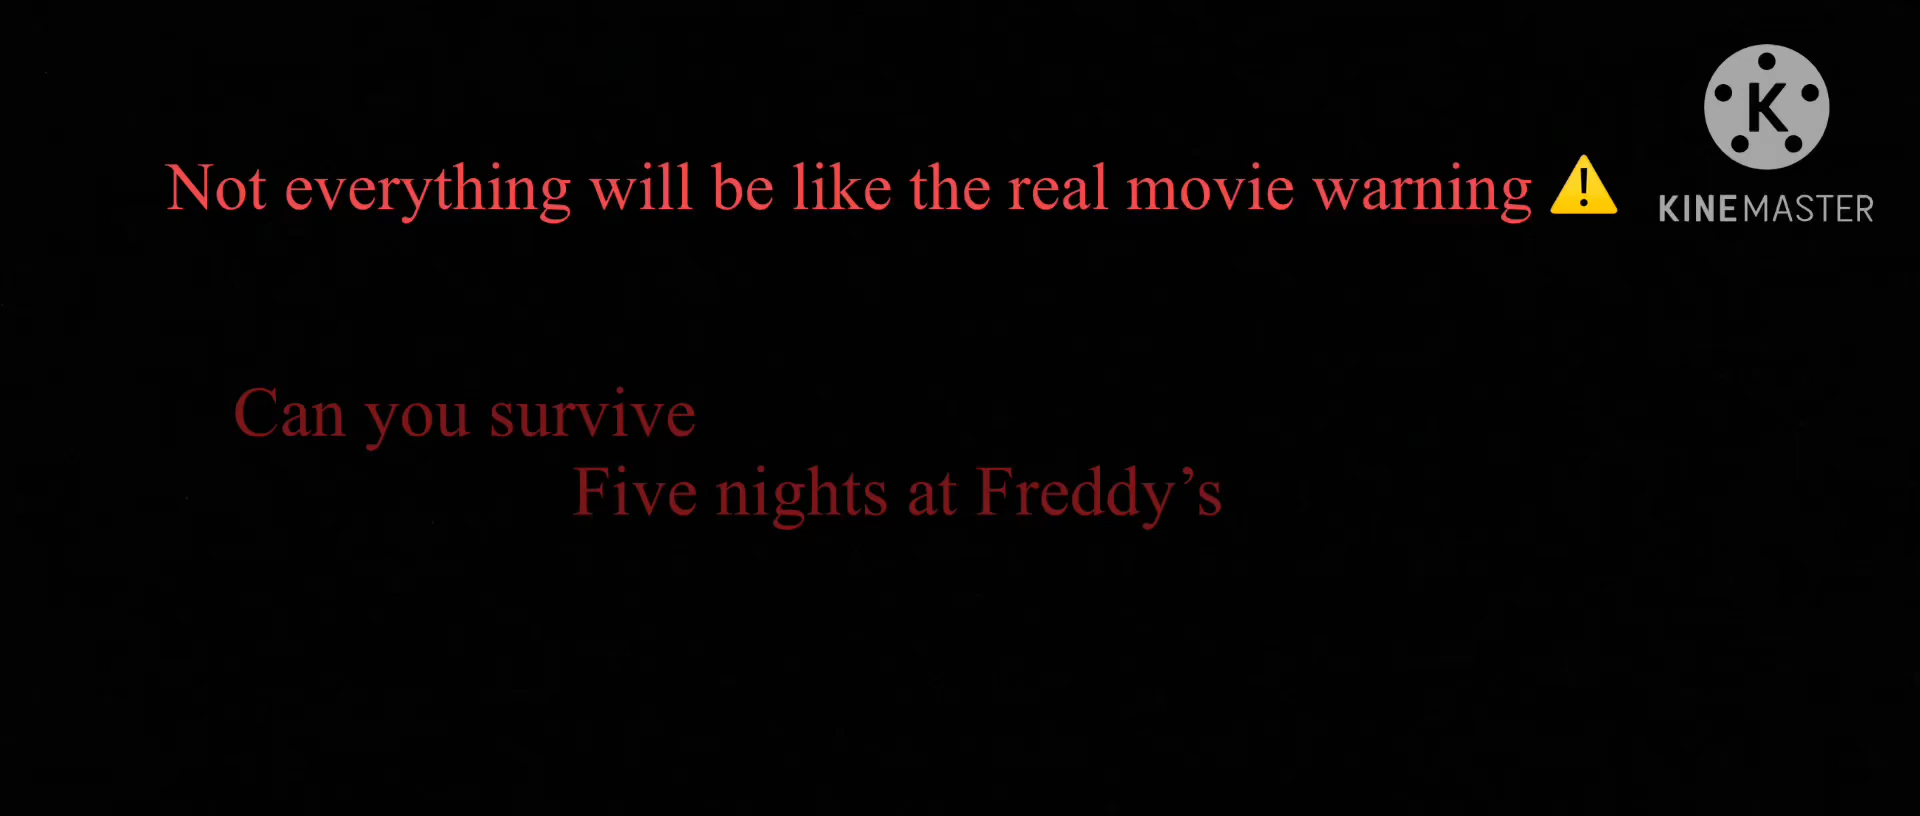 Not everything will be like the real movie warning ⚠️
K
KINEMASTER
Can you survive
Five nights at Freddy’s